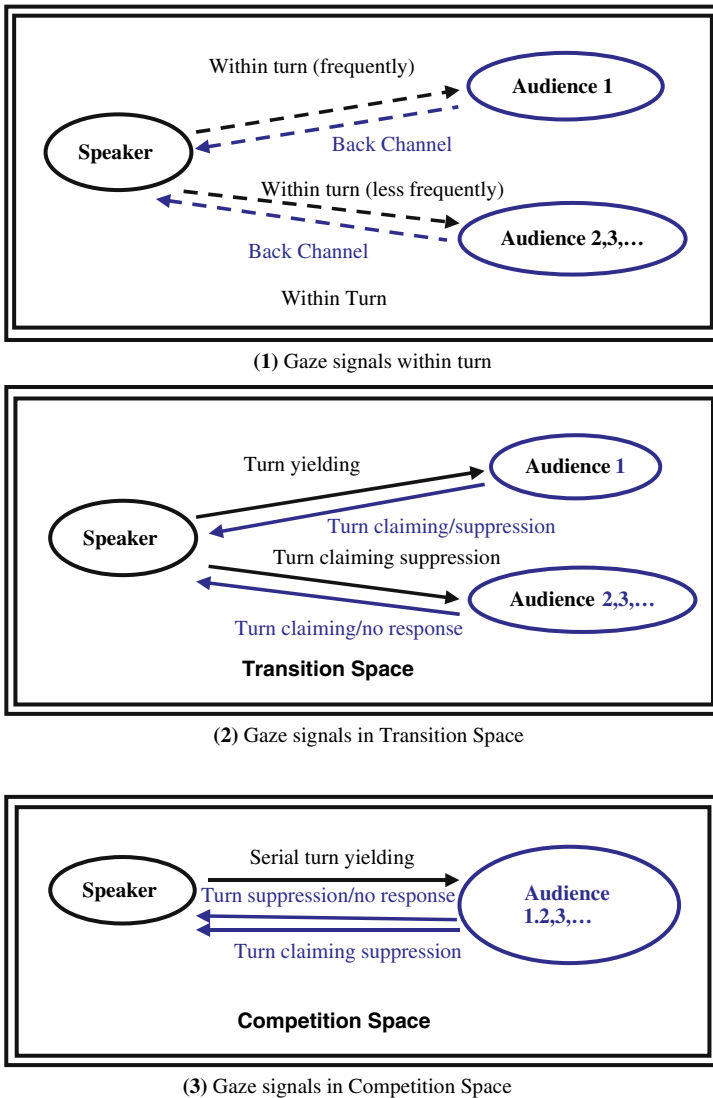 Within turn (frequently)
Audience 1
Speaker
Back Channel
Within turn (less frequently)
Audience 2,3,…
Back Channel
Within Turn
(1) Gaze signals within turn
Turn yielding
Audience 1
Speaker
Turn claiming/suppression
Turn claiming suppression
Audience 2,3,…
Turn claiming/no response
Transition Space
(2) Gaze signals in Transition Space
Serial turn yielding
Speaker
Turn suppression/no response
Audience
1.2,3,…
Turn claiming suppression
Competition Space
(3) Gaze signals in Competition Space